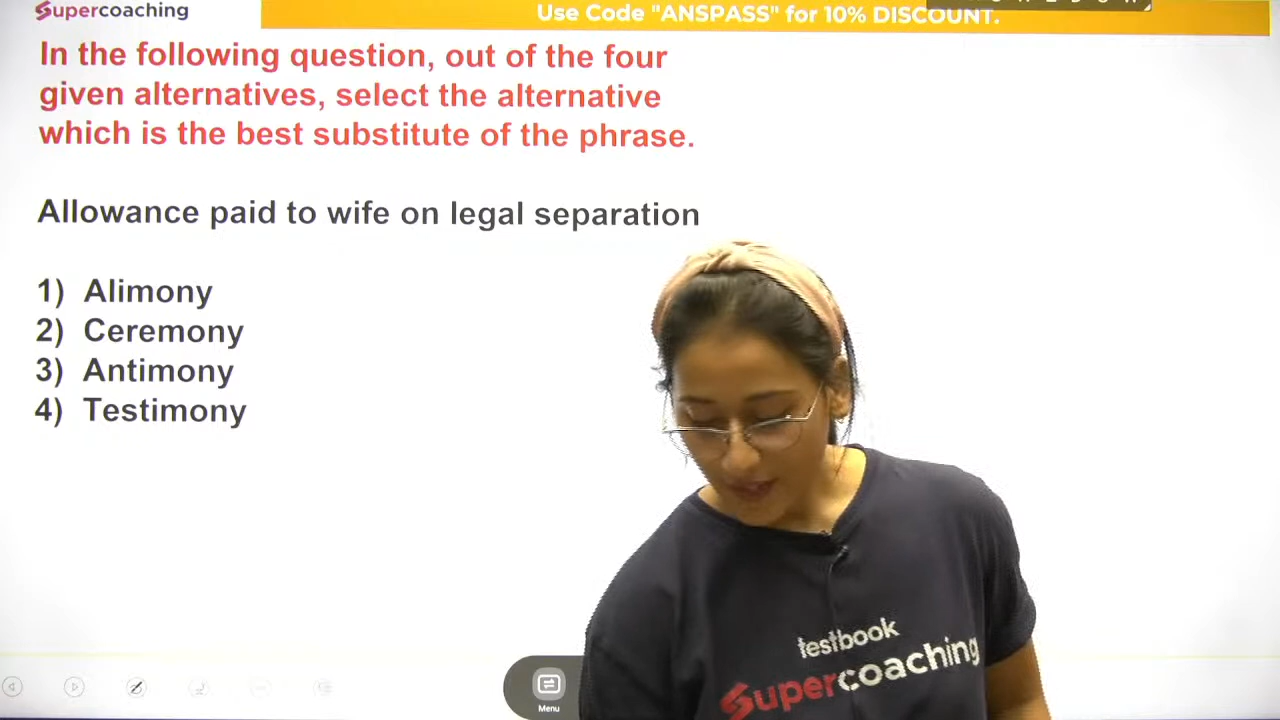 Supercoaching
Use Code "ANSPASS" for 10% DISCOUNT.
In the following question, out of the four
given alternatives, select the alternative
which is the best substitute of the phrase.
Allowance paid to wife on legal separation
1) Alimony
2) Ceremony
3) Antimony
4) Testimony
testbook
Supercoaching
Menu